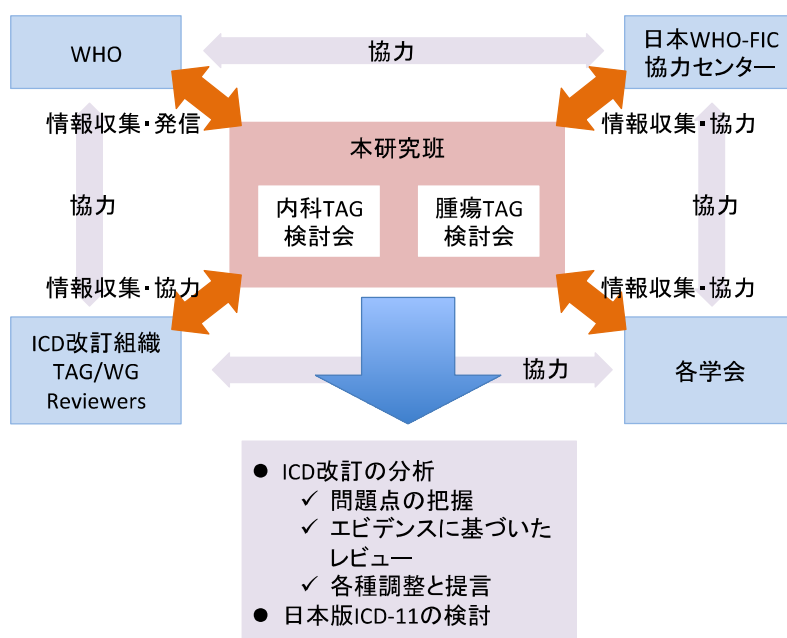 WHO
協力
日本WHO-FIC
協力センター
情報収集・発信
情報収集・協力
本研究班
内科TAG
検討会
腫瘍TAG
検討会
協力
協力
情報収集・協力
情報収集・協力
ICD改訂組織
TAG/WG
Reviewers
協力
各学会
● ICD改訂の分析
✓ 問題点の把握
✓ エビデンスに基づいた
レビュー
✓ 各種調整と提言
● 日本版ICD-11の検討